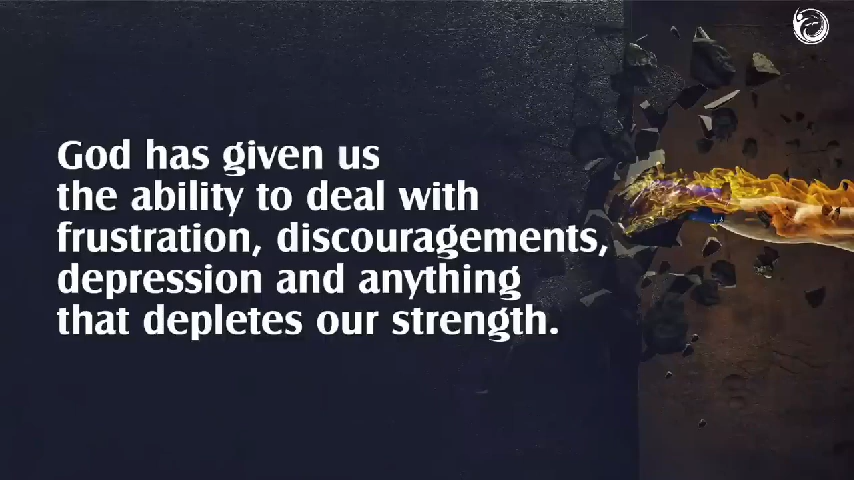 God has given us
the ability to deal with
frustration, discouragements,
depression and anything
that depletes our strength.